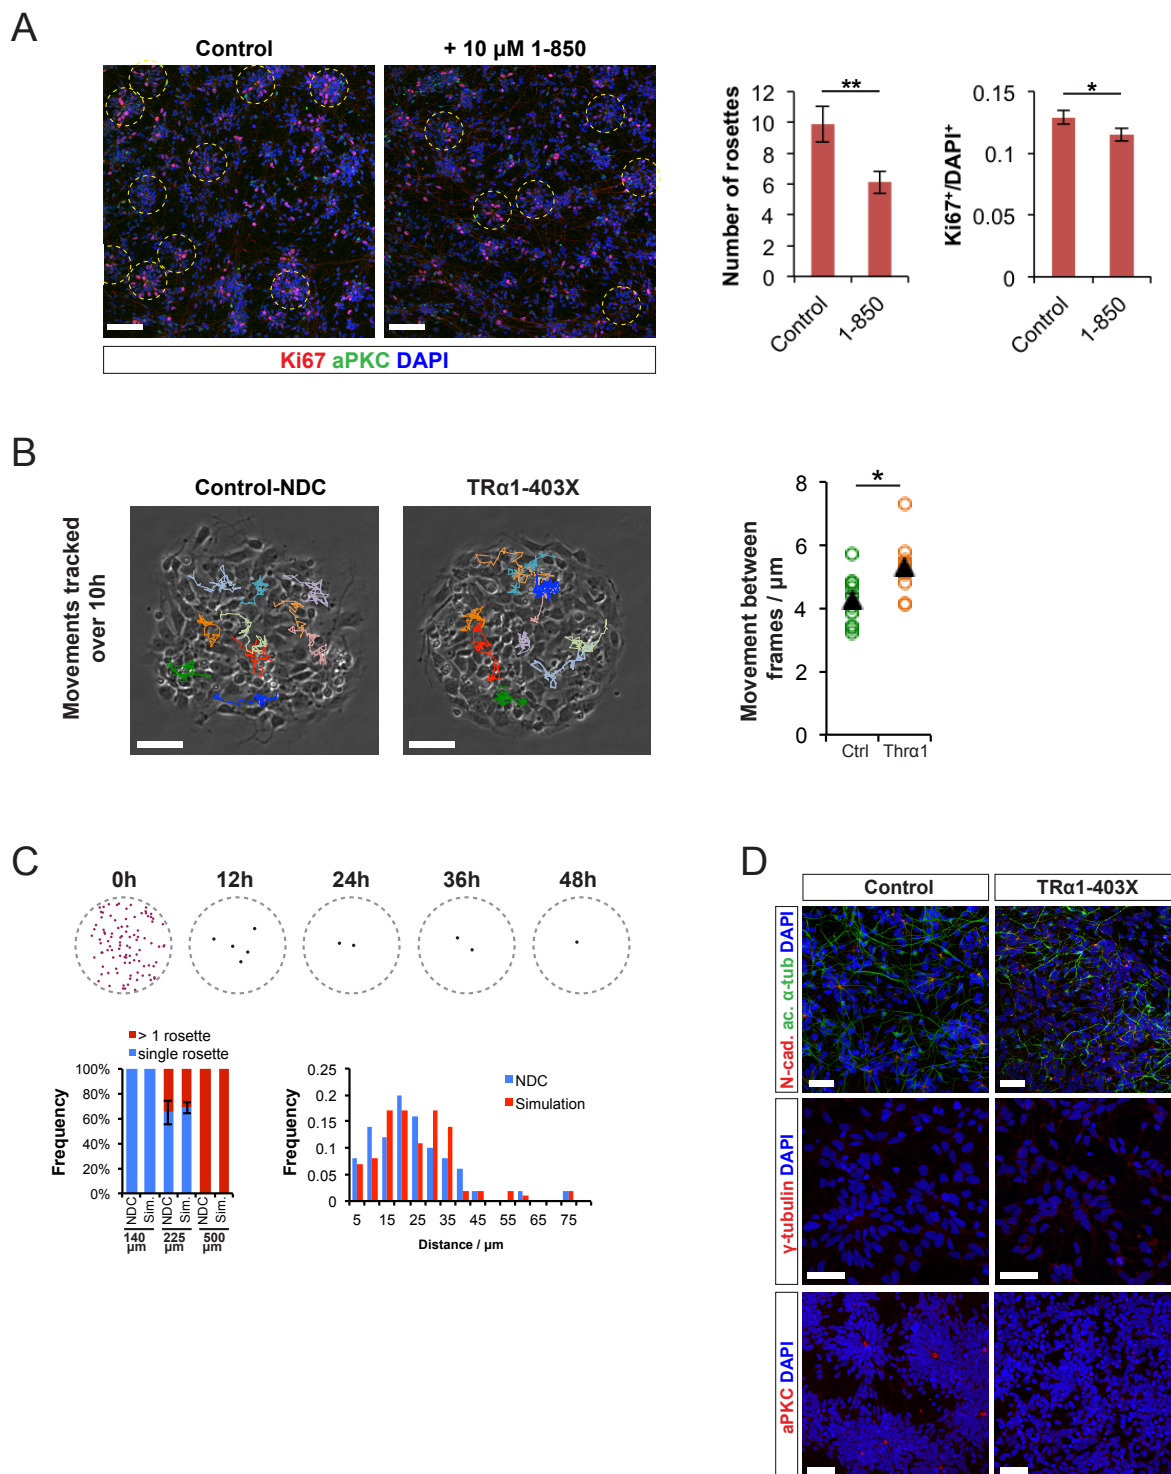 A
Control
+ 10 µM 1-850
Ki67 aPKC DAPI
Number of rosettes
12
10
8
6
4
2
0
**
Control
1-850
Ki67⁺/DAPI⁺
0.15
0.1
0.05
0
*
Control
1-850
B
Movements tracked
over 10h
Control-NDC
TRα1-403X
Movement between
frames / µm
8
6
4
2
0
*
Ctrl
Thrα1
C
0h
12h
24h
36h
48h
> 1 rosette
single rosette
Frequency
100%
80%
60%
40%
20%
0%
NDC
Sim.
NDC
Sim.
NDC
Sim.
140
µm
225
µm
500
µm
Frequency
0.25
0.2
0.15
0.1
0.05
0
NDC
Simulation
5
15
25
35
45
55
65
75
Distance / µm
D
Control
TRα1-403X
N-cad. ac. α-tub DAPI
γ-tubulin DAPI
aPKC DAPI